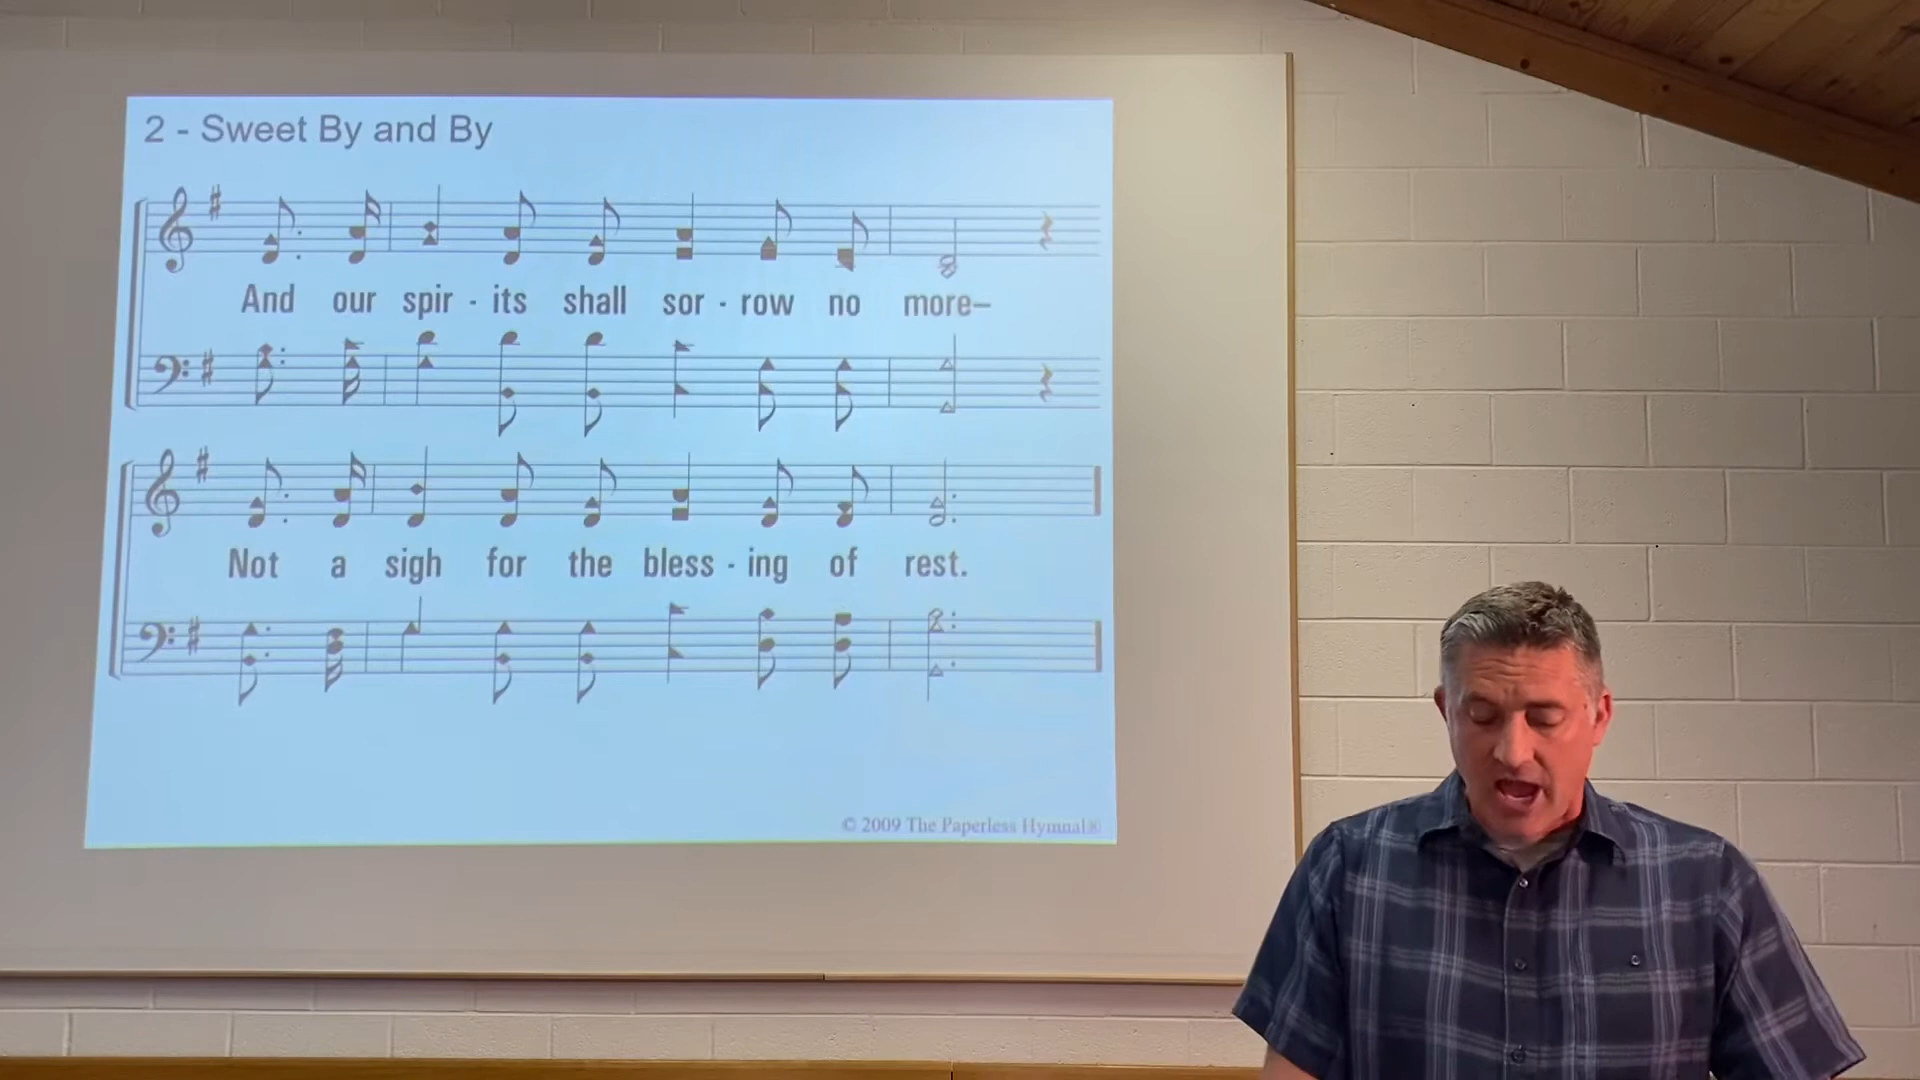 2 - Sweet By and By
And our spir - its shall sor - row no more–
Not a sigh for the bless - ing of rest.
© 2009 The Paperless Hymnal®